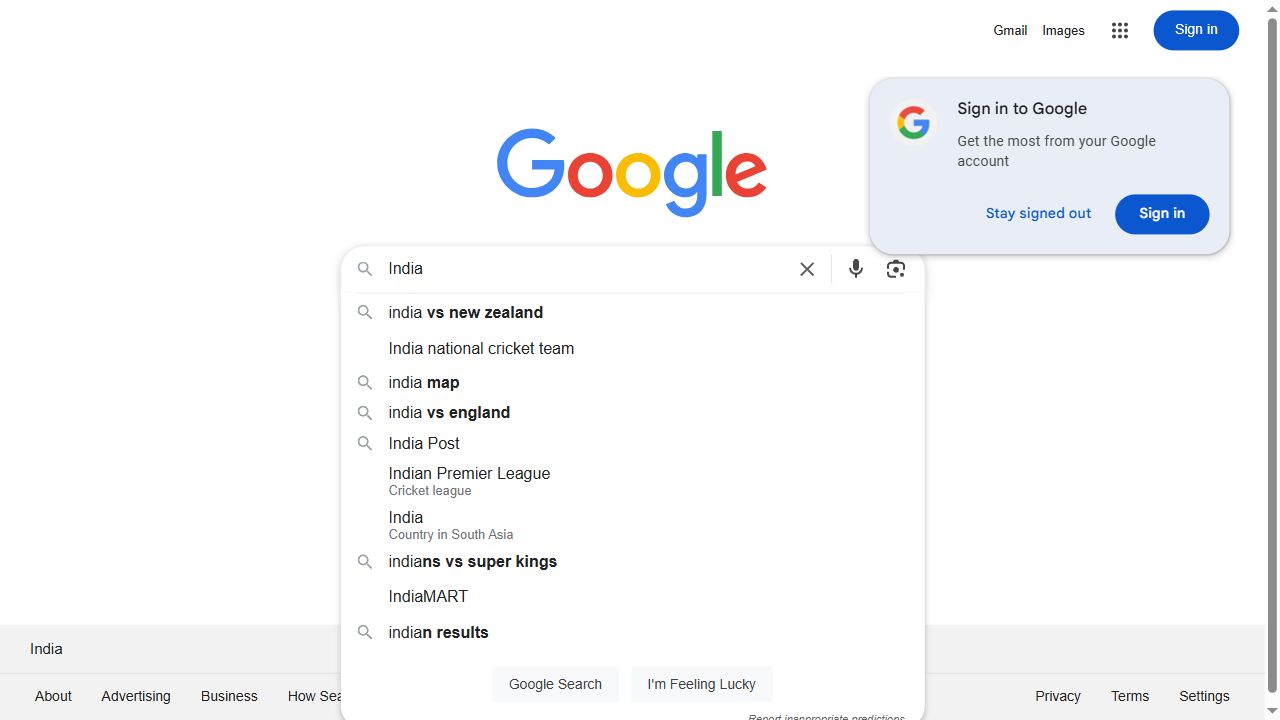 Gmail Images Sign in
Sign in to Google
Get the most from your Google
account
Stay signed out Sign in
Google
India
india vs new zealand
India national cricket team
india map
india vs england
India Post
Indian Premier League
Cricket league
India
Country in South Asia
indians vs super kings
IndiaMART
indian results
Google Search I'm Feeling Lucky
Report inappropriate predictions
India
About Advertising Business How Sea Privacy Terms Settings